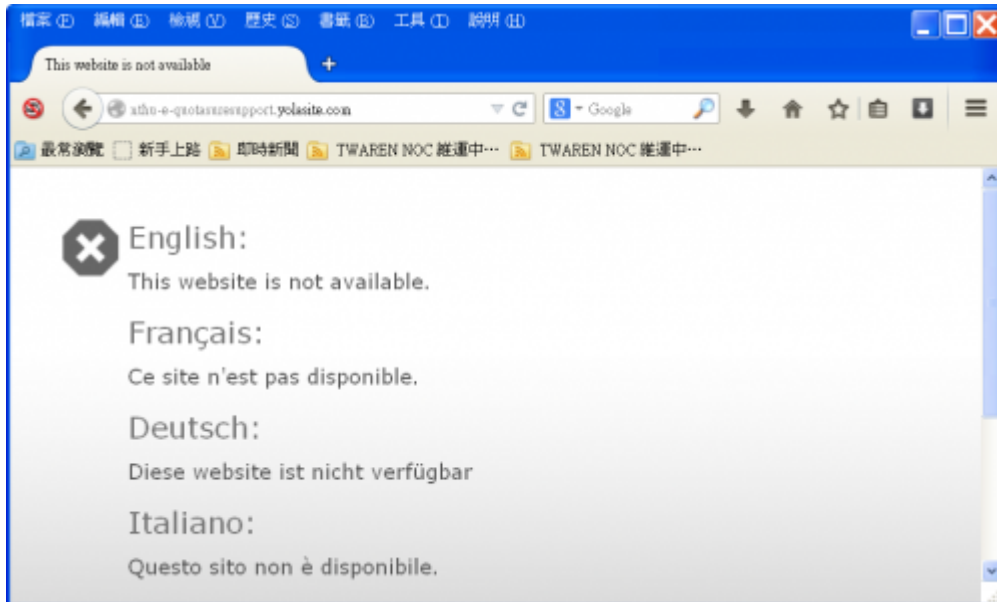 檔案(F) 編輯(E) 檢視(V) 歷史(S) 書籤(B) 工具(T) 說明(H)
This website is not available
.yolasite.com
Google
最常瀏覽 新手上路 即時新聞 TWAREN NOC 維運中… TWAREN NOC 維運中…
English:
This website is not available.
Français:
Ce site n'est pas disponible.
Deutsch:
Diese website ist nicht verfügbar
Italiano:
Questo sito non è disponibile.